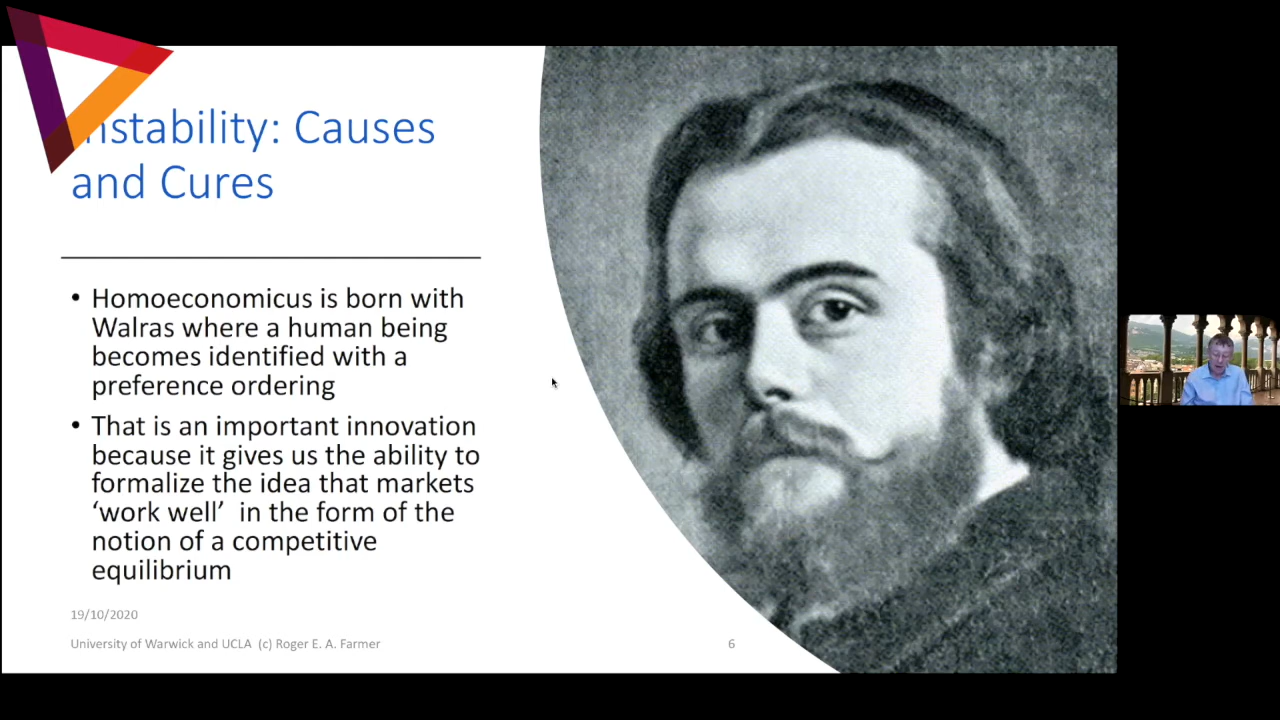 Instability: Causes
and Cures
• Homoeconomicus is born with
Walras where a human being
becomes identified with a
preference ordering
• That is an important innovation
because it gives us the ability to
formalize the idea that markets
‘work well’  in the form of the
notion of a competitive
equilibrium
19/10/2020
University of Warwick and UCLA  (c) Roger E. A. Farmer
6